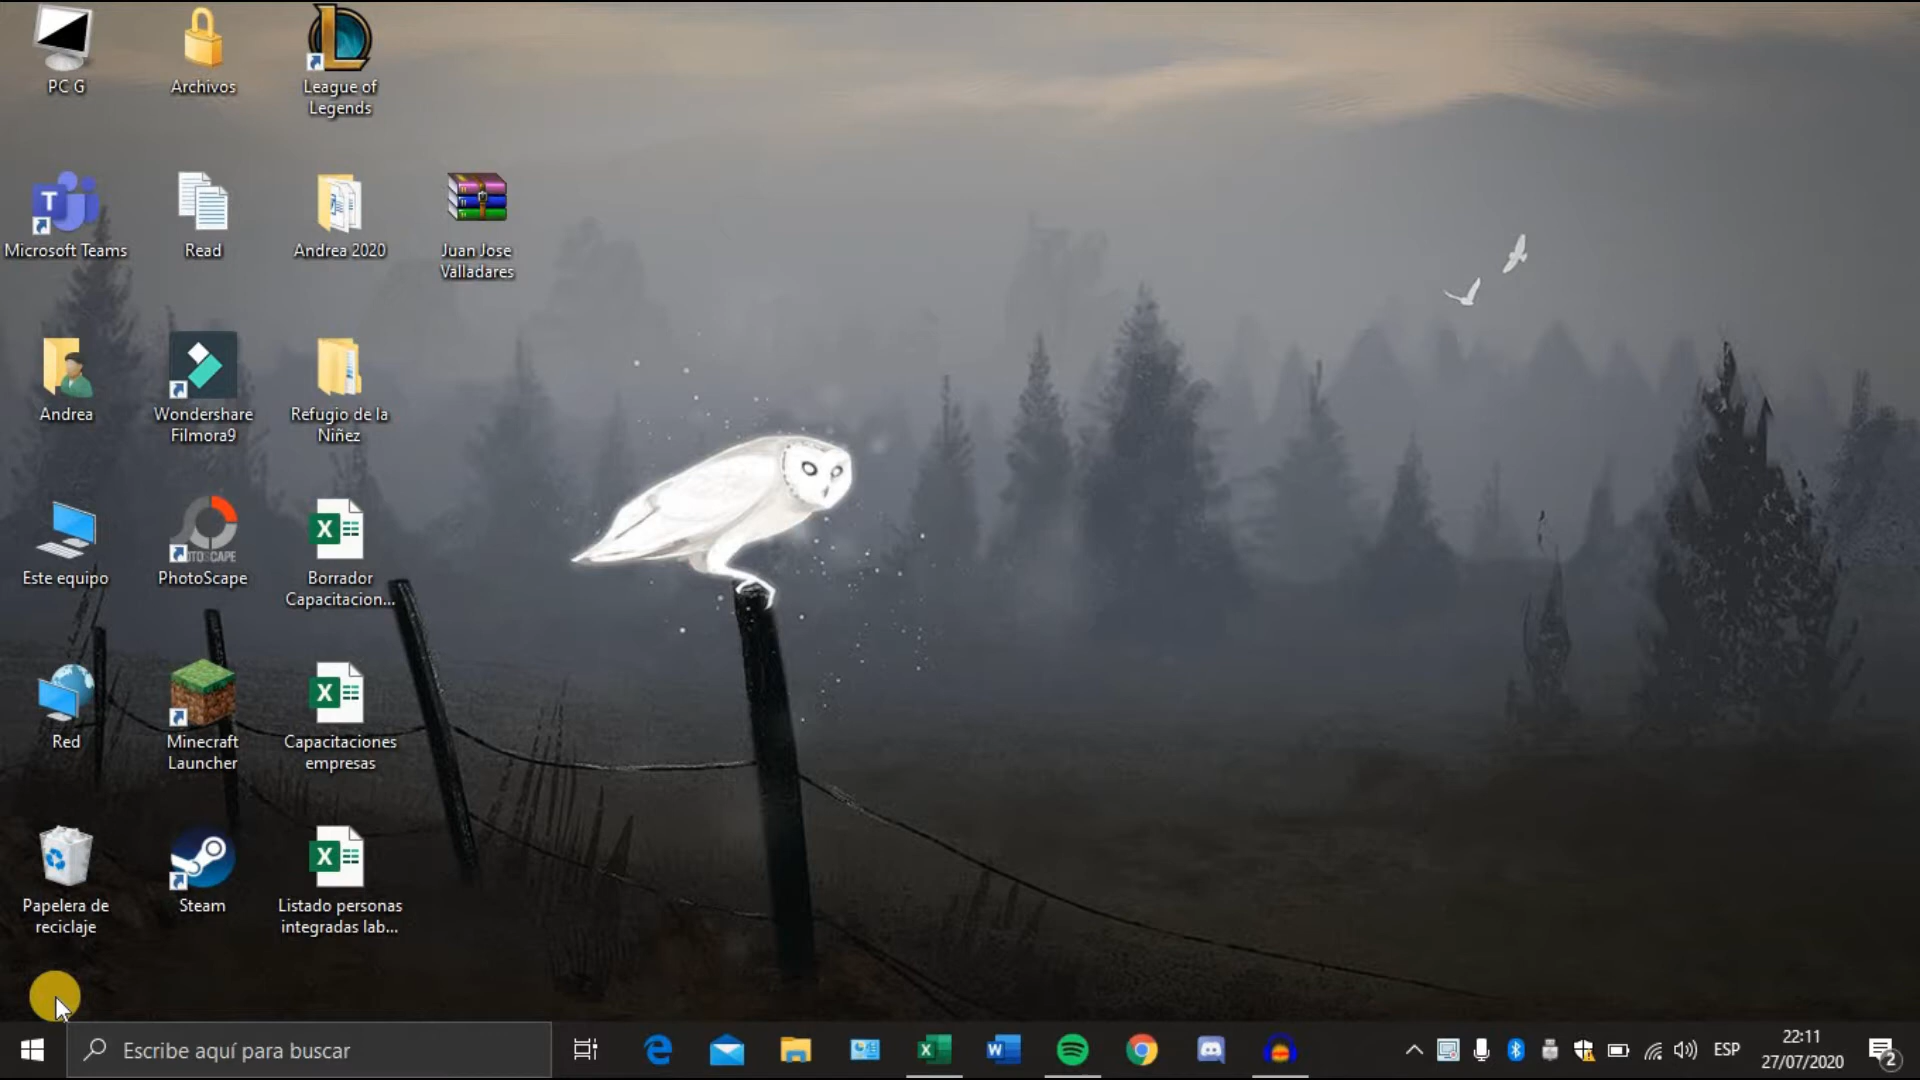 PC G
Archivos
League of
Legends
Microsoft Teams
Read
Andrea 2020
Juan Jose
Valladares
Andrea
Wondershare
Filmora9
Refugio de la
Niñez
Este equipo
PhotoScape
Borrador
Capacitacion...
Red
Minecraft
Launcher
Capacitaciones
empresas
Papelera de
reciclaje
Steam
Listado personas
integradas lab...
Escribe aquí para buscar
ESP
22:11
27/07/2020
2